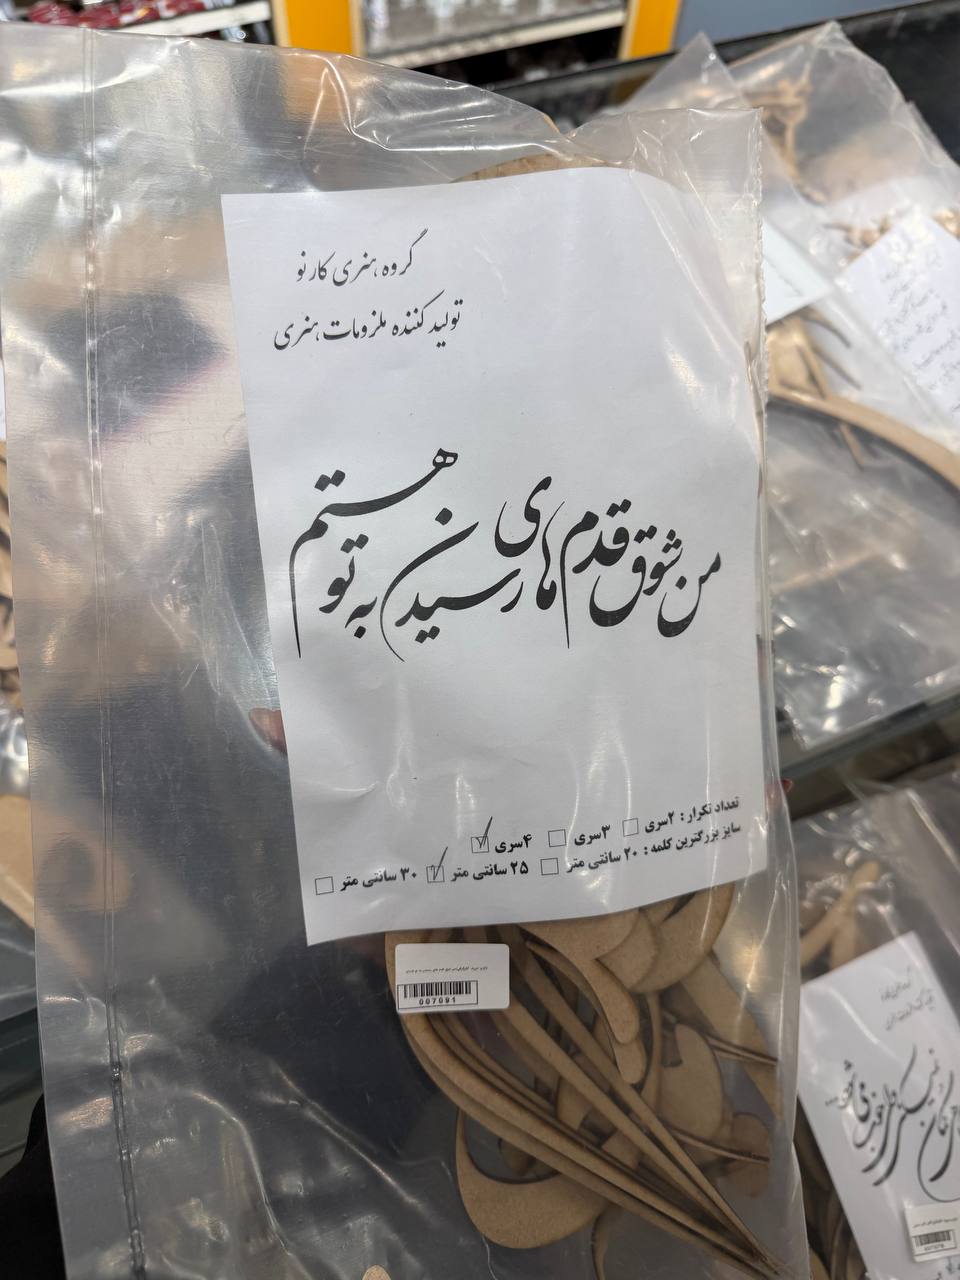 گروه هنری کارنو
تولید کننده ملزومات هنری
من شوق قدم های رسیدن به تو هستم
تعداد تکرار : ۲سری ۳سری ۴سری
سایز بزرگترین کلمه : ۲۰ سانتی متر ۲۵ سانتی متر ۳۰ سانتی متر
007091